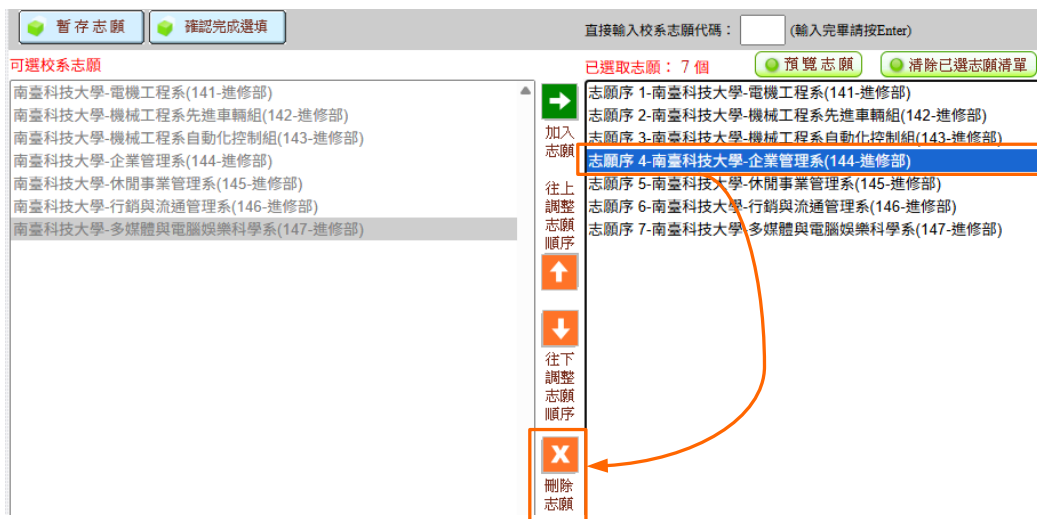 暫存志願
確認完成選填
直接輸入校系志願代碼：
(輸入完畢請按Enter)
可選校系志願
已選取志願：7 個
預覽志願
清除已選志願清單
南臺科技大學-電機工程系(141-進修部)
南臺科技大學-機械工程系先進車輛組(142-進修部)
南臺科技大學-機械工程系自動化控制組(143-進修部)
南臺科技大學-企業管理系(144-進修部)
南臺科技大學-休閒事業管理系(145-進修部)
南臺科技大學-行銷與流通管理系(146-進修部)
南臺科技大學-多媒體與電腦娛樂科學系(147-進修部)
加入
志願
往上
調整
志願
順序
往下
調整
志願
順序
X
刪除
志願
志願序 1-南臺科技大學-電機工程系(141-進修部)
志願序 2-南臺科技大學-機械工程系先進車輛組(142-進修部)
志願序 3-南臺科技大學-機械工程系自動化控制組(143-進修部)
志願序 4-南臺科技大學-企業管理系(144-進修部)
志願序 5-南臺科技大學-休閒事業管理系(145-進修部)
志願序 6-南臺科技大學-行銷與流通管理系(146-進修部)
志願序 7-南臺科技大學-多媒體與電腦娛樂科學系(147-進修部)